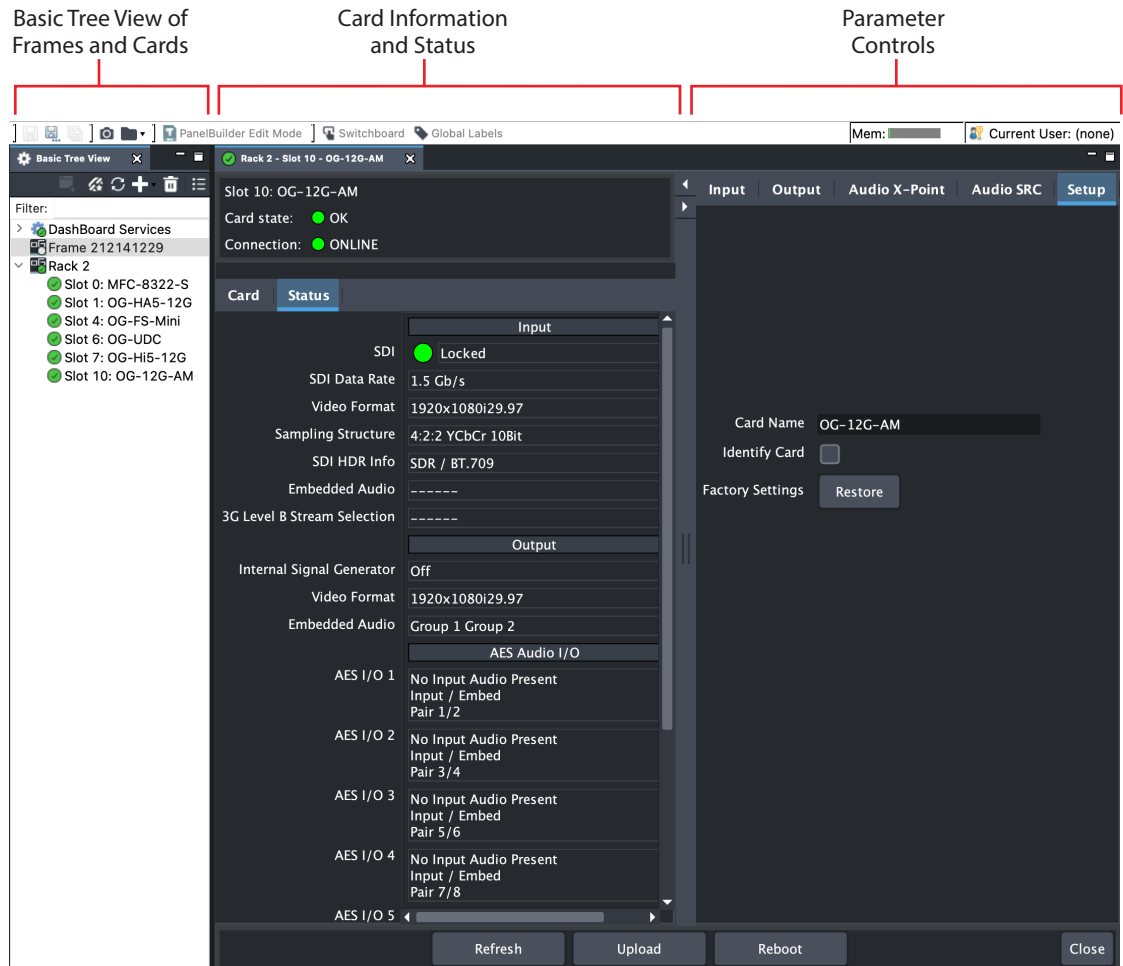 Basic Tree View of
Frames and Cards
Card Information
and Status
Parameter
Controls
PanelBuilder Edit Mode
Switchboard
Global Labels
Mem:
Current User: (none)
Basic Tree View
Rack 2 - Slot 10 - OG-12G-AM
Filter:
DashBoard Services
Frame 212141229
Rack 2
Slot 0: MFC-8322-S
Slot 1: OG-HA5-12G
Slot 4: OG-FS-Mini
Slot 6: OG-UDC
Slot 7: OG-Hi5-12G
Slot 10: OG-12G-AM
Slot 10: OG-12G-AM
Card state: OK
Connection: ONLINE
Card Status
Input
SDI Locked
SDI Data Rate 1.5 Gb/s
Video Format 1920x1080i29.97
Sampling Structure 4:2:2 YCbCr 10Bit
SDI HDR Info SDR / BT.709
Embedded Audio ------
3G Level B Stream Selection ------
Output
Internal Signal Generator Off
Video Format 1920x1080i29.97
Embedded Audio Group 1 Group 2
AES Audio I/O
AES I/O 1 No Input Audio Present
Input / Embed
Pair 1/2
AES I/O 2 No Input Audio Present
Input / Embed
Pair 3/4
AES I/O 3 No Input Audio Present
Input / Embed
Pair 5/6
AES I/O 4 No Input Audio Present
Input / Embed
Pair 7/8
AES I/O 5
Input Output Audio X-Point Audio SRC Setup
Card Name OG-12G-AM
Identify Card
Factory Settings Restore
Refresh Upload Reboot Close